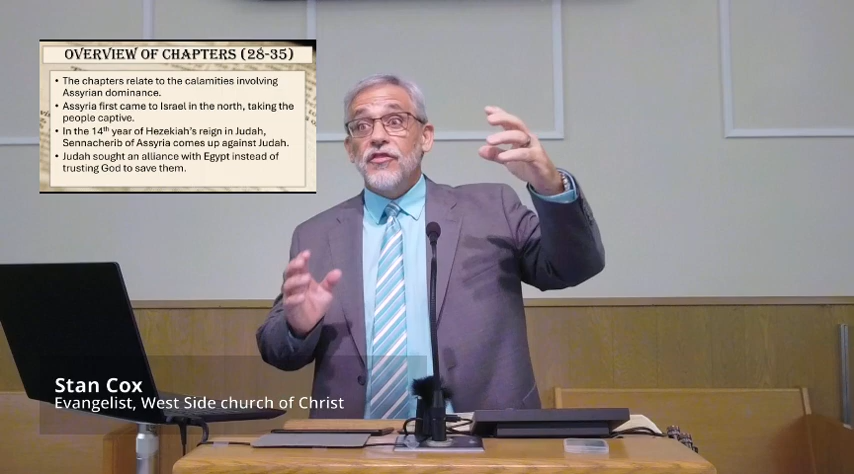 OVERVIEW OF CHAPTERS (28-35)
• The chapters relate to the calamities involving
Assyrian dominance.
• Assyria first came to Israel in the north, taking the
people captive.
• In the 14th year of Hezekiah's reign in Judah,
Sennacherib of Assyria comes up against Judah.
• Judah sought an alliance with Egypt instead of
trusting God to save them.
Stan Cox
Evangelist, West Side church of Christ